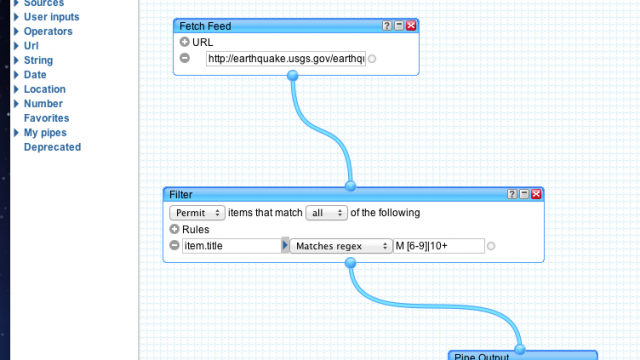 Sources
User inputs
Operators
Url
String
Date
Location
Number
Favorites
My pipes
Deprecated
Fetch Feed
URL
http://earthquake.usgs.gov/earthqu
Filter
Permit items that match all of the following
Rules
item.title Matches regex M [6-9]|10+
Pipe Output